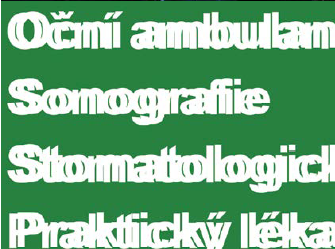 Oční ambulan
Sonografie
Stomatologick
Praktický léka